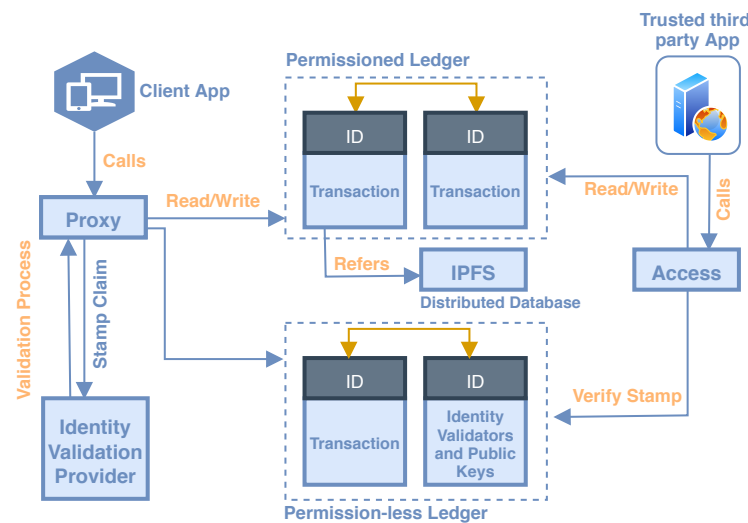 Trusted third
party App
Permissioned Ledger
Client App
ID
ID
Calls
Transaction
Transaction
Read/Write
Read/Write
Calls
Proxy
Refers
IPFS
Access
Distributed Database
Validation Process
Stamp Claim
ID
ID
Verify Stamp
Identity
Validation
Provider
Transaction
Identity
Validators
and Public
Keys
Permission-less Ledger